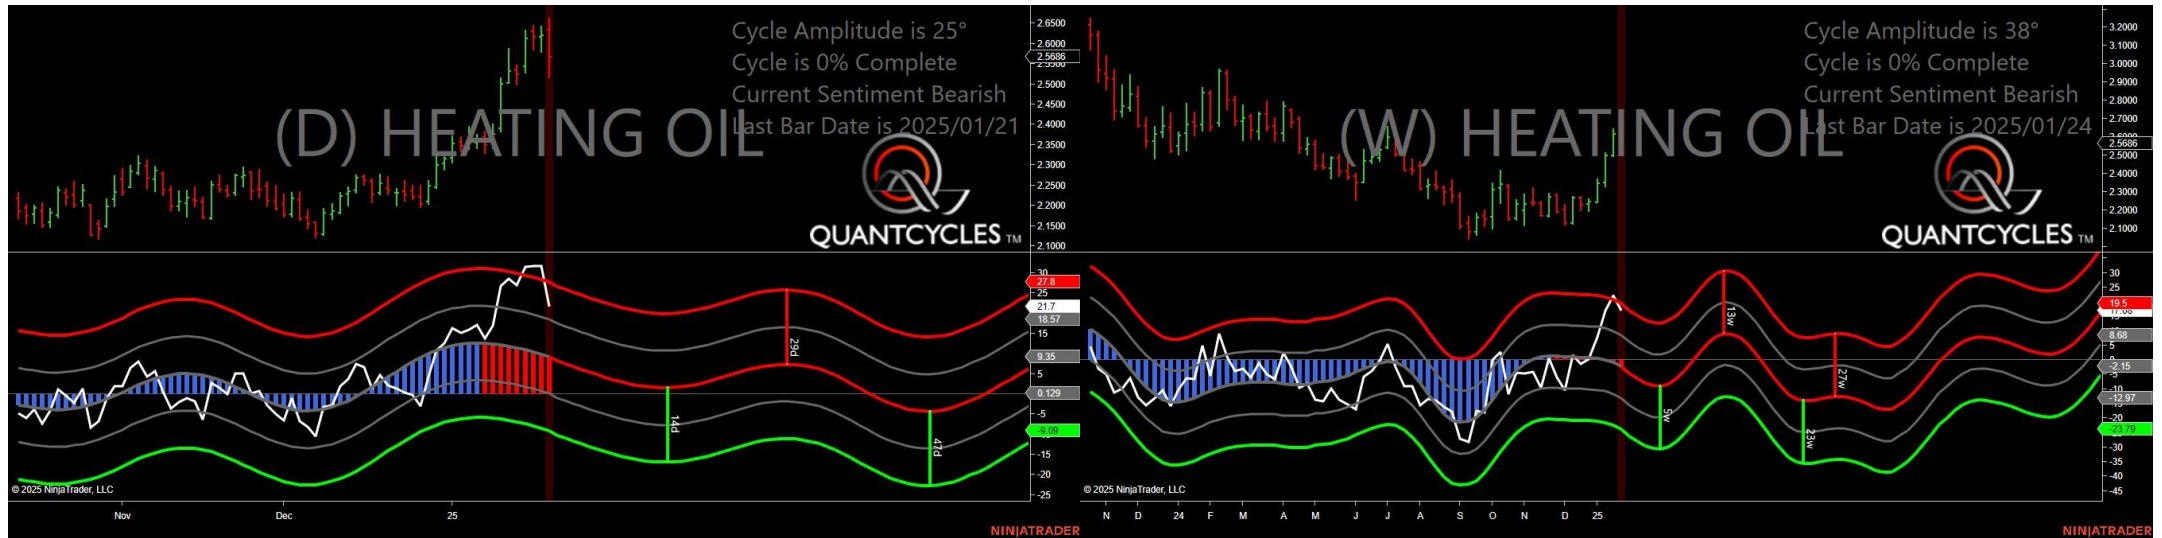 Cycle Amplitude is 25°
Cycle is 0% Complete
Current Sentiment Bearish
Last Bar Date is 2025/01/21
(D) HEATING OIL
QUANTCYCLES TM
2.6500
2.6000
2.5686
2.5000
2.4500
2.4000
2.3500
2.3000
2.2500
2.2000
2.1500
2.1000
30
27.8
25
21.7
18.57
15
9.35
5
0.129
-5
-9.09
-15
-20
-25
14d
29d
47d
© 2025 NinjaTrader, LLC
Nov
Dec
25
NINJATRADER
Cycle Amplitude is 38°
Cycle is 0% Complete
Current Sentiment Bearish
Last Bar Date is 2025/01/24
(W) HEATING OIL
QUANTCYCLES TM
3.2000
3.1000
3.0000
2.9000
2.8000
2.7000
2.5686
2.5000
2.4000
2.3000
2.2000
2.1000
30
25
19.5
8.68
5
0
-2.15
-5
-10
-12.97
-20
-23.79
-30
-35
-40
-45
5w
13w
23w
27w
© 2025 NinjaTrader, LLC
N D 24 F M A M J J A S O N D 25
NINJATRADER